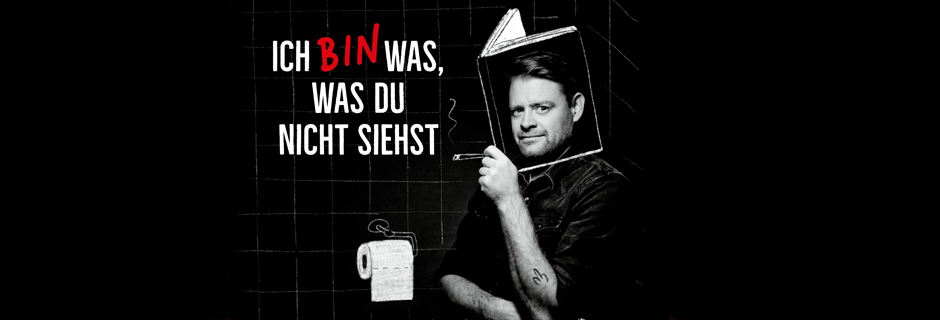 ICH BIN WAS,
WAS DU
NICHT SIEHST